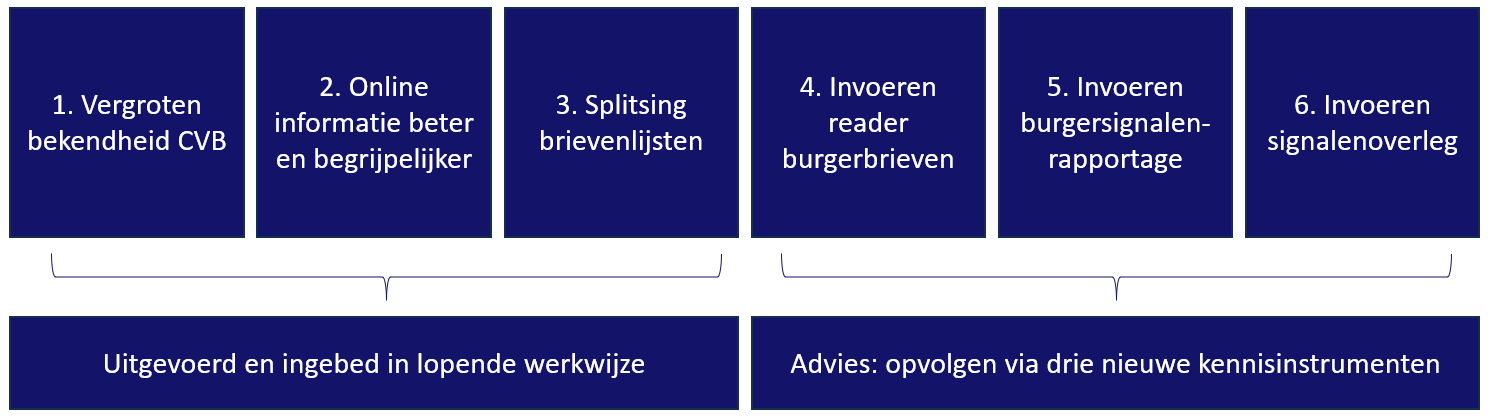 1. Vergroten
bekendheid CVB
2. Online
informatie beter
en begrijpelijker
3. Splitsing
brievenlijsten
4. Invoeren
reader
burgerbrieven
5. Invoeren
burgersignalen-
rapportage
6. Invoeren
signalenoverleg
Uitgevoerd en ingebed in lopende werkwijze
Advies: opvolgen via drie nieuwe kennisinstrumenten